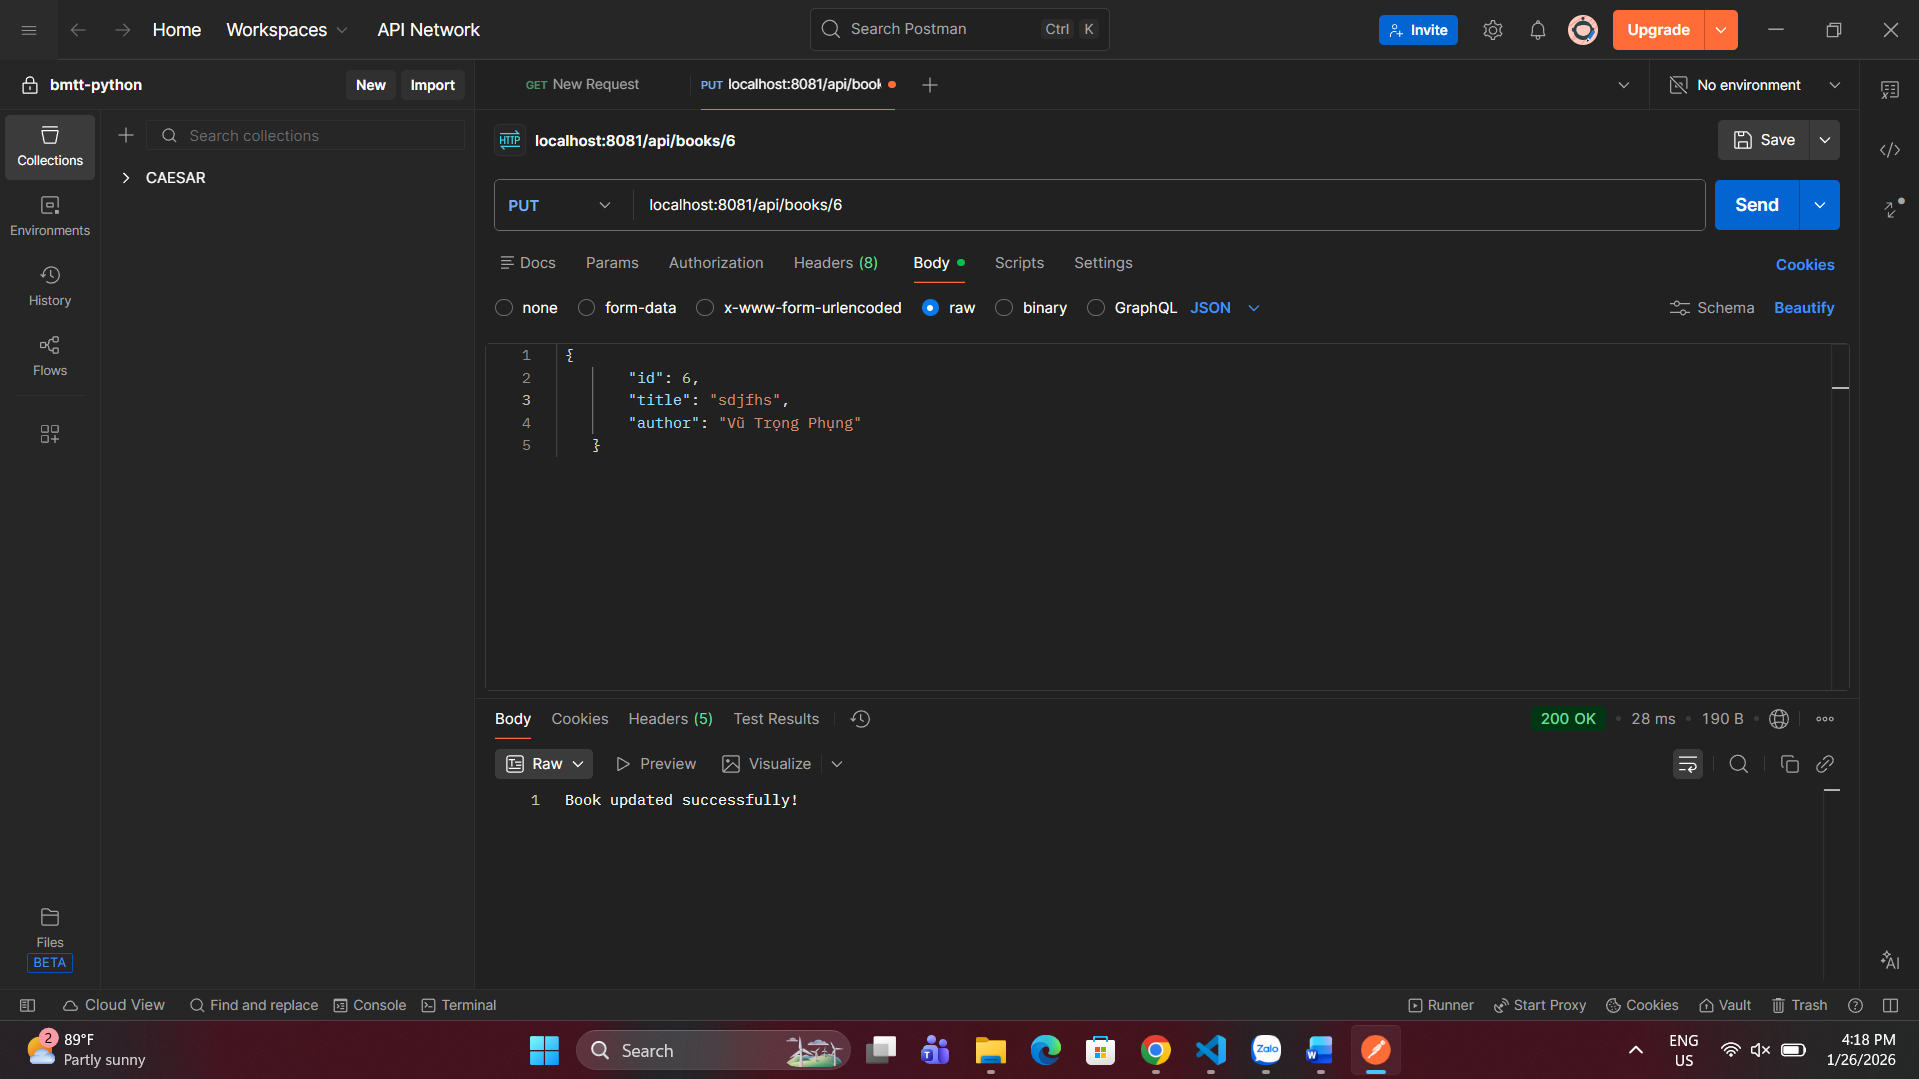 Home
Workspaces
API Network
Search Postman
Ctrl K
Invite
Upgrade
bmtt-python
New
Import
GET New Request
PUT localhost:8081/api/book
No environment
Collections
Search collections
CAESAR
HTTP localhost:8081/api/books/6
Save
Environments
PUT
localhost:8081/api/books/6
Send
Docs
Params
Authorization
Headers (8)
Body
Scripts
Settings
Cookies
History
none
form-data
x-www-form-urlencoded
raw
binary
GraphQL
JSON
Schema
Beautify
Flows
1 {
2 "id": 6,
3 "title": "sdjfhs",
4 "author": "Vũ Trọng Phụng"
5 }
Body
Cookies
Headers (5)
Test Results
200 OK
28 ms
190 B
Raw
Preview
Visualize
1 Book updated successfully!
Files
BETA
AI
Cloud View
Find and replace
Console
Terminal
Runner
Start Proxy
Cookies
Vault
Trash
2
89°F
Partly sunny
Search
Zalo
ENG
US
4:18 PM
1/26/2026